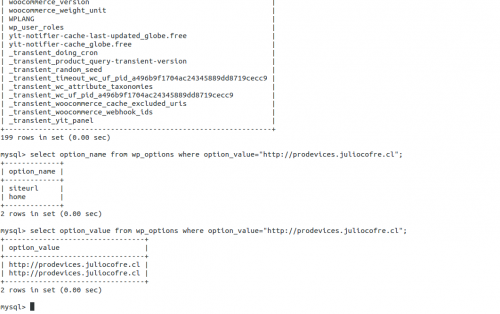 | woocommerce_version |
| woocommerce_weight_unit |
| WPLANG |
| wp_user_roles |
| yit-notifier-cache-last-updated_globe.free |
| yit-notifier-cache_globe.free |
| _transient_doing_cron |
| _transient_product_query-transient-version |
| _transient_random_seed |
| _transient_timeout_wc_uf_pid_a496b9f1704ac24345889dd8719cecc9 |
| _transient_wc_attribute_taxonomies |
| _transient_wc_uf_pid_a496b9f1704ac24345889dd8719cecc9 |
| _transient_woocommerce_cache_excluded_uris |
| _transient_woocommerce_webhook_ids |
| _transient_yit_panel |
+---------------------------------------------------------------+
199 rows in set (0.00 sec)
mysql> select option_name from wp_options where option_value="http://prodevices.juliocofre.cl";
+-------------+
| option_name |
+-------------+
| siteurl |
| home |
+-------------+
2 rows in set (0.00 sec)
mysql> select option_value from wp_options where option_value="http://prodevices.juliocofre.cl";
+---------------------------------+
| option_value |
+---------------------------------+
| http://prodevices.juliocofre.cl |
| http://prodevices.juliocofre.cl |
+---------------------------------+
2 rows in set (0.00 sec)
mysql>